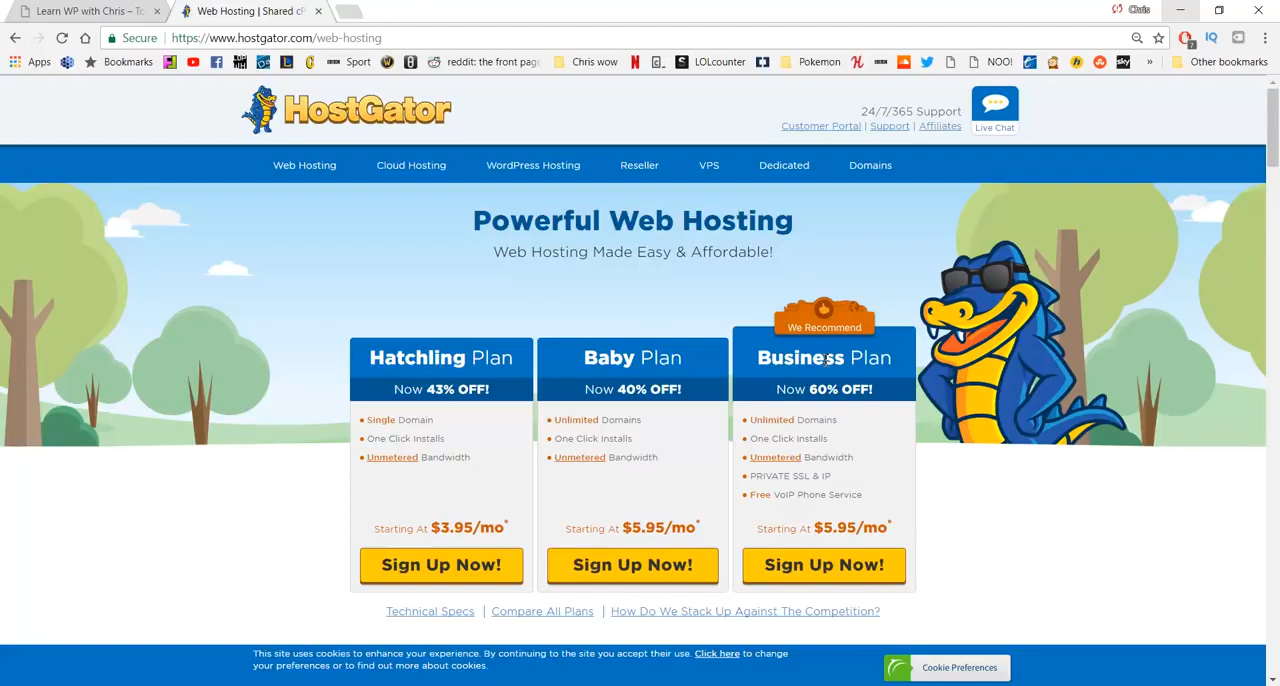 Learn WP with Chris – To
Web Hosting | Shared cP
Chris
Secure
https://www.hostgator.com/web-hosting
7
Apps
Bookmarks
Sport
reddit: the front page
Chris wow
LOLcounter
Pokemon
NOO!
sky
»
Other bookmarks
HostGator
24/7/365 Support
Customer Portal | Support | Affiliates
Live Chat
Web Hosting
Cloud Hosting
WordPress Hosting
Reseller
VPS
Dedicated
Domains
Powerful Web Hosting
Web Hosting Made Easy & Affordable!
Hatchling Plan
Now 43% OFF!
• Single Domain
• One Click Installs
• Unmetered Bandwidth
Starting At $3.95/mo*
Sign Up Now!
Baby Plan
Now 40% OFF!
• Unlimited Domains
• One Click Installs
• Unmetered Bandwidth
Starting At $5.95/mo*
Sign Up Now!
We Recommend
Business Plan
Now 60% OFF!
• Unlimited Domains
• One Click Installs
• Unmetered Bandwidth
• PRIVATE SSL & IP
• Free VoIP Phone Service
Starting At $5.95/mo*
Sign Up Now!
Technical Specs | Compare All Plans | How Do We Stack Up Against The Competition?
This site uses cookies to enhance your experience. By continuing to the site you accept their use. Click here to change
your preferences or to find out more about cookies.
Cookie Preferences